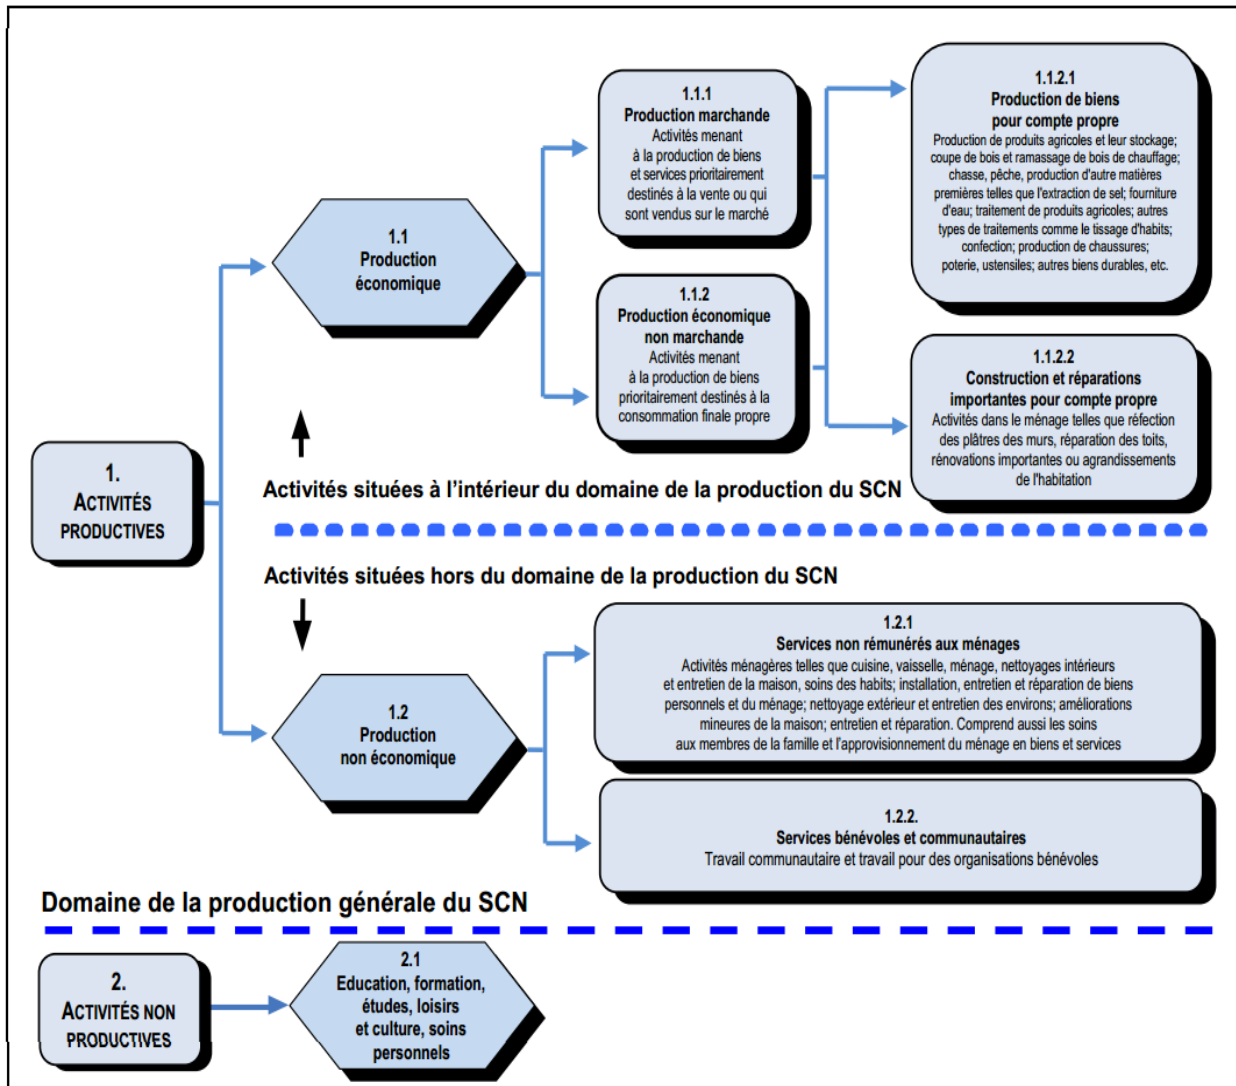 1.
ACTIVITÉS
PRODUCTIVES
1.1
Production
économique
1.1.1
Production marchande
Activités menant
à la production de biens
et services prioritairement
destinés à la vente ou qui
sont vendus sur le marché
1.1.2
Production économique
non marchande
Activités menant
à la production de biens
prioritairement destinés à la
consommation finale propre
1.1.2.1
Production de biens
pour compte propre
Production de produits agricoles et leur stockage;
coupe de bois et ramassage de bois de chauffage;
chasse, pêche, production d'autre matières
premières telles que l'extraction de sel; fourniture
d'eau; traitement de produits agricoles; autres
types de traitements comme le tissage d'habits;
confection; production de chaussures;
poterie, ustensiles; autres biens durables, etc.
1.1.2.2
Construction et réparations
importantes pour compte propre
Activités dans le ménage telles que réfection
des plâtres des murs, réparation des toits,
rénovations importantes ou agrandissements
de l'habitation
Activités situées à l'intérieur du domaine de la production du SCN
Activités situées hors du domaine de la production du SCN
1.2
Production
non économique
1.2.1
Services non rémunérés aux ménages
Activités ménagères telles que cuisine, vaisselle, ménage, nettoyages intérieurs
et entretien de la maison, soins des habits; installation, entretien et réparation de biens
personnels et du ménage; nettoyage extérieur et entretien des environs; améliorations
mineures de la maison; entretien et réparation. Comprend aussi les soins
aux membres de la famille et l'approvisionnement du ménage en biens et services
1.2.2.
Services bénévoles et communautaires
Travail communautaire et travail pour des organisations bénévoles
Domaine de la production générale du SCN
2.
ACTIVITÉS NON
PRODUCTIVES
2.1
Education, formation,
études, loisirs
et culture, soins
personnels